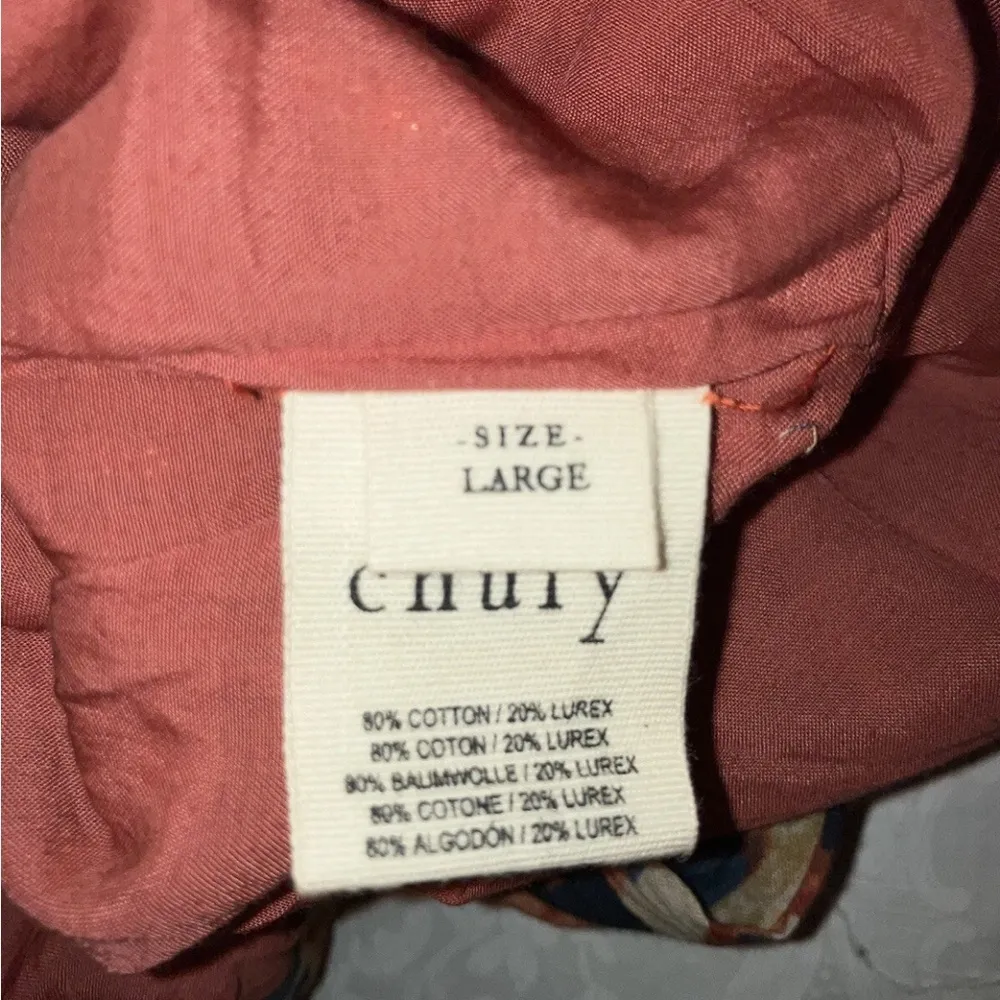 -SIZE-
LARGE
80% COTTON / 20% LUREX
80% COTON / 20% LUREX
80% BAUMWOLLE / 20% LUREX
80% COTONE / 20% LUREX
80% ALGODÓN / 20% LUREX